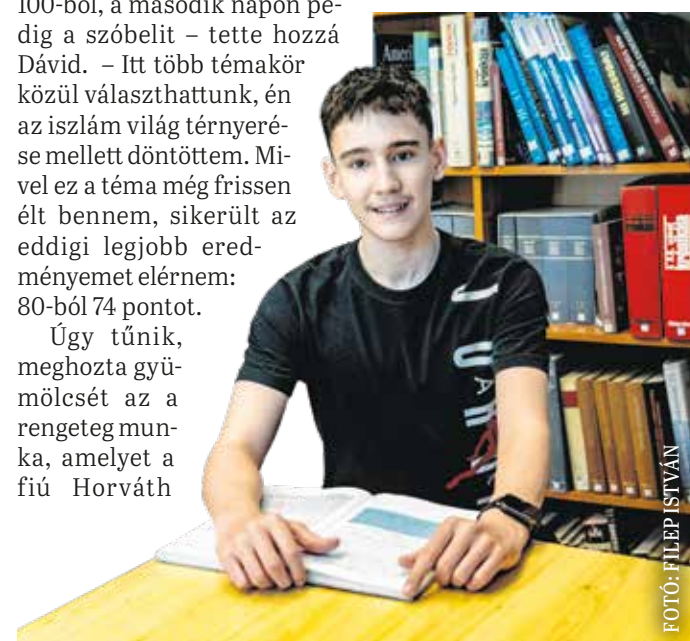 100-ból, a második napon pe-
dig a szóbelit – tette hozzá
Dávid. – Itt több témakör
közül választhattunk, én
az iszlám világ térnyeré-
se mellett döntöttem. Mi-
vel ez a téma még frissen
élt bennem, sikerült az
eddigi legjobb ered-
ményemet elérnem:
80-ból 74 pontot.
Úgy tűnik,
meghozta gyü-
mölcsét az a
rengeteg mun-
ka, amelyet a
fiú Horváth
FOTÓ: FILEP ISTVÁN